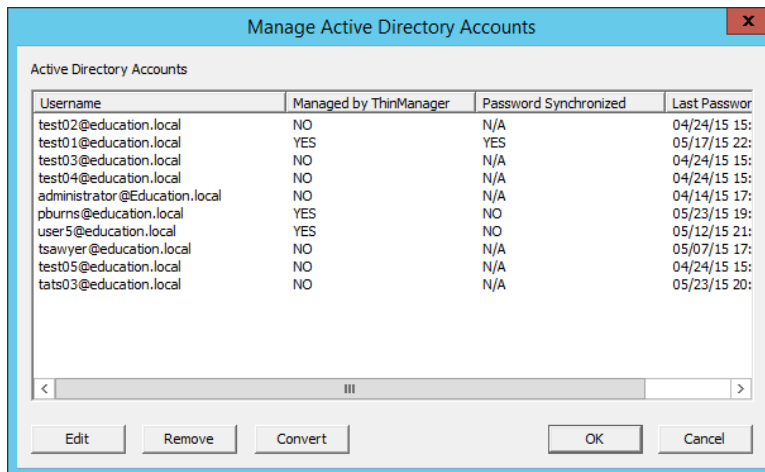 Manage Active Directory Accounts
x
Active Directory Accounts
Username Managed by ThinManager Password Synchronized Last Passwor
test02@education.local NO N/A 04/24/15 15:
test01@education.local YES YES 05/17/15 22:
test03@education.local NO N/A 04/24/15 15:
test04@education.local NO N/A 04/24/15 15:
administrator@Education.local NO N/A 04/14/15 17:
pburns@education.local YES NO 05/23/15 19:
user5@education.local YES NO 05/12/15 21:
tsawyer@education.local NO N/A 05/07/15 17:
test05@education.local NO N/A 04/24/15 15:
tats03@education.local NO N/A 05/23/15 20:
Edit Remove Convert OK Cancel